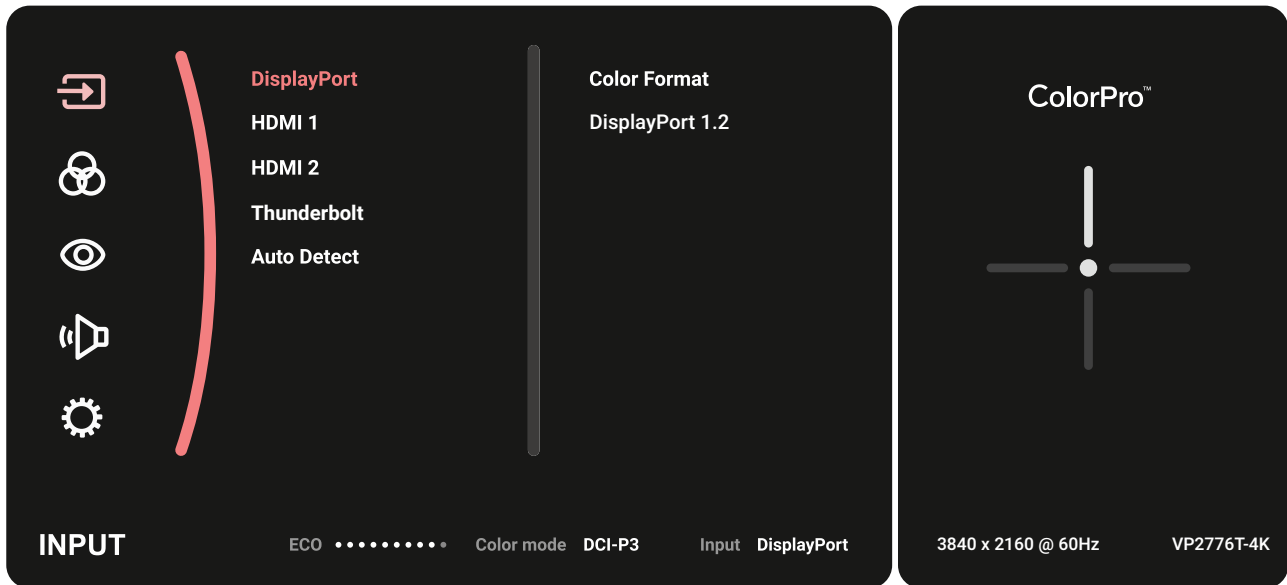 DisplayPort
HDMI 1
HDMI 2
Thunderbolt
Auto Detect
Color Format
DisplayPort 1.2
INPUT
ECO
Color mode DCI-P3
Input DisplayPort
ColorPro™
3840 x 2160 @ 60Hz
VP2776T-4K